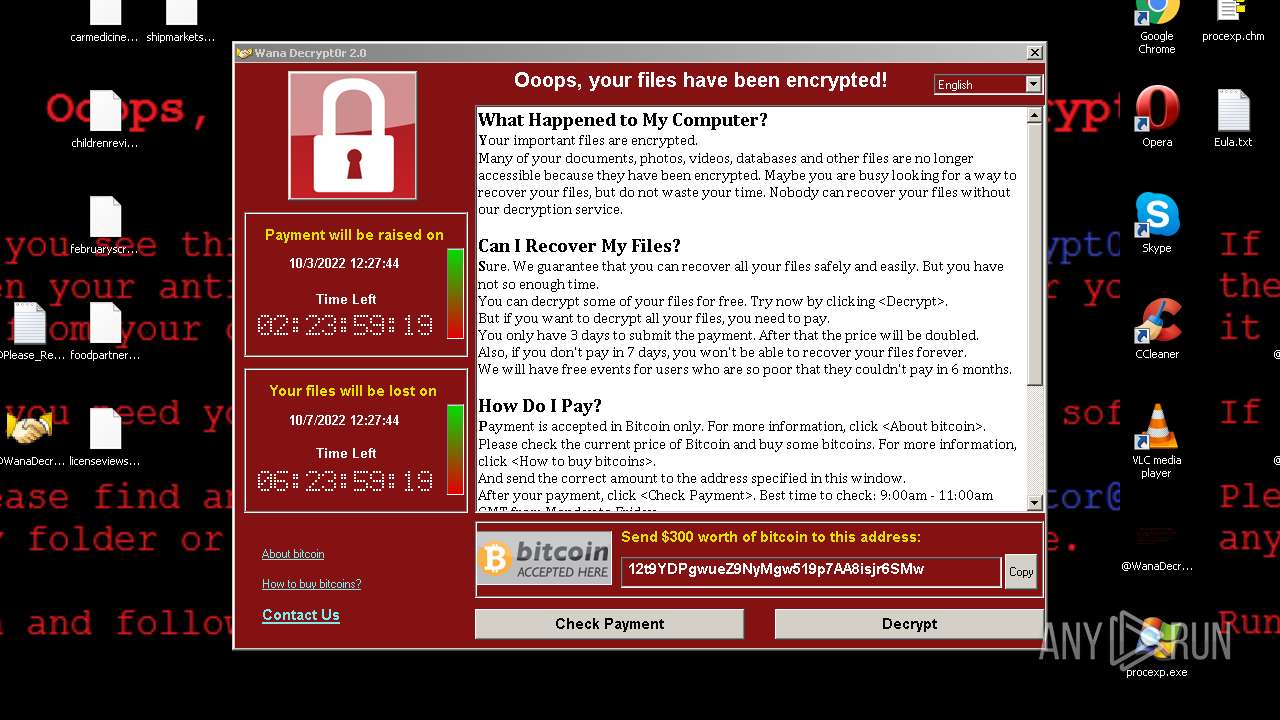 carmedicine...
shipmarkets...
Google
Chrome
procexp.chm
Wana Decrypt0r 2.0
Ooops, your files have been encrypted!
English
Ooops,
crypt
childrenrevi...
Opera
Eula.txt
What Happened to My Computer?
Your important files are encrypted.
Many of your documents, photos, videos, databases and other files are no longer
accessible because they have been encrypted. Maybe you are busy looking for a way to
recover your files, but do not waste your time. Nobody can recover your files without
our decryption service.
Can I Recover My Files?
Sure. We guarantee that you can recover all your files safely and easily. But you have
not so enough time.
You can decrypt some of your files for free. Try now by clicking <Decrypt>.
But if you want to decrypt all your files, you need to pay.
You only have 3 days to submit the payment. After that the price will be doubled.
Also, if you don't pay in 7 days, you won't be able to recover your files forever.
We will have free events for users who are so poor that they couldn't pay in 6 months.
How Do I Pay?
Payment is accepted in Bitcoin only. For more information, click <About bitcoin>.
Please check the current price of Bitcoin and buy some bitcoins. For more information,
click <How to buy bitcoins>.
And send the correct amount to the address specified in this window.
After your payment, click <Check Payment>. Best time to check: 9:00am - 11:00am
GMT from Monday to Friday.
Payment will be raised on
10/3/2022 12:27:44
Time Left
02:23:59:19
Your files will be lost on
10/7/2022 12:27:44
Time Left
06:23:59:19
About bitcoin
How to buy bitcoins?
Contact Us
bitcoin
ACCEPTED HERE
Send $300 worth of bitcoin to this address:
12t9YDPgwueZ9NyMgw519p7AA8isjr6SMw
Copy
Check Payment
Decrypt
februaryscr...
Skype
you see thi
ypt0
If
en your anti
r yo
the
from your
it
@Please_Re...
foodpartner...
CCleaner
you need yo
sof
If
@WanaDecr...
licenseviews...
VLC media
player
ease find an
tor@
Ple
y folder or
e.
any
@WanaDecr...
n and follow
Run
procexp.exe
ANY RUN